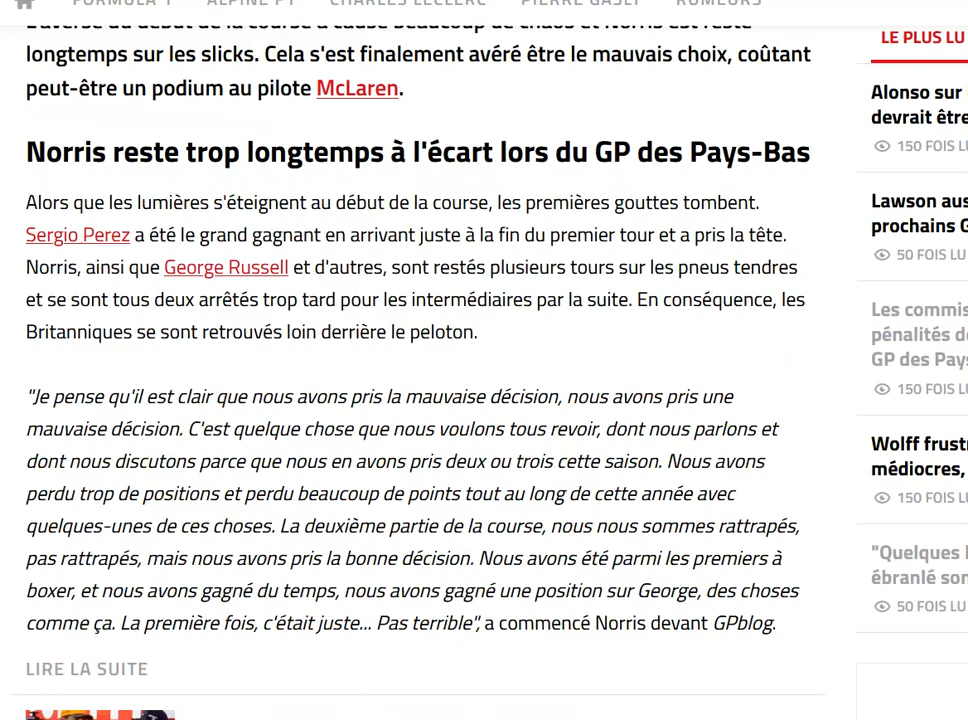 FORMULA 1 ALPINE F1 CHARLES LECLERC PIERRE GASLY RUMEURS
L'averse au début de la course a causé beaucoup de chaos et Norris est resté
longtemps sur les slicks. Cela s'est finalement avéré être le mauvais choix, coûtant
peut-être un podium au pilote McLaren.
Norris reste trop longtemps à l'écart lors du GP des Pays-Bas
Alors que les lumières s'éteignent au début de la course, les premières gouttes tombent.
Sergio Perez a été le grand gagnant en arrivant juste à la fin du premier tour et a pris la tête.
Norris, ainsi que George Russell et d'autres, sont restés plusieurs tours sur les pneus tendres
et se sont tous deux arrêtés trop tard pour les intermédiaires par la suite. En conséquence, les
Britanniques se sont retrouvés loin derrière le peloton.
"Je pense qu'il est clair que nous avons pris la mauvaise décision, nous avons pris une
mauvaise décision. C'est quelque chose que nous voulons tous revoir, dont nous parlons et
dont nous discutons parce que nous en avons pris deux ou trois cette saison. Nous avons
perdu trop de positions et perdu beaucoup de points tout au long de cette année avec
quelques-unes de ces choses. La deuxième partie de la course, nous nous sommes rattrapés,
pas rattrapés, mais nous avons pris la bonne décision. Nous avons été parmi les premiers à
boxer, et nous avons gagné du temps, nous avons gagné une position sur George, des choses
comme ça. La première fois, c'était juste... Pas terrible", a commencé Norris devant GPblog.
LIRE LA SUITE
LE PLUS LU
Alonso sur
devrait être
150 FOIS LU
Lawson aus
prochains G
50 FOIS LU
Les commis
pénalités d
GP des Pays
150 FOIS LU
Wolff frust
médiocres,
150 FOIS LU
"Quelques
ébranlé son
50 FOIS LU